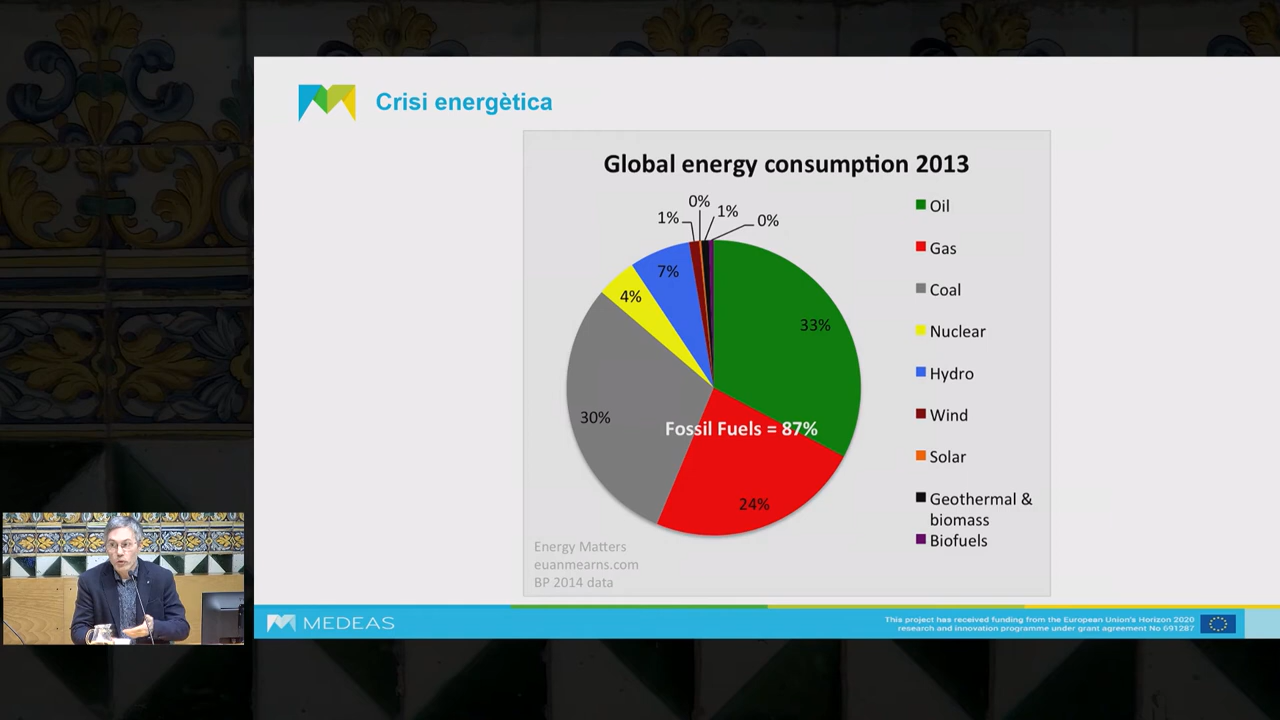 Crisi energètica
Global energy consumption 2013
0%
1%
1%
0%
7%
4%
33%
30%
Fossil Fuels = 87%
24%
Oil
Gas
Coal
Nuclear
Hydro
Wind
Solar
Geothermal &
biomass
Biofuels
Energy Matters
euanmearns.com
BP 2014 data
MEDEAS
This project has received funding from the European Union's Horizon 2020
research and innovation programme under grant agreement No 691287